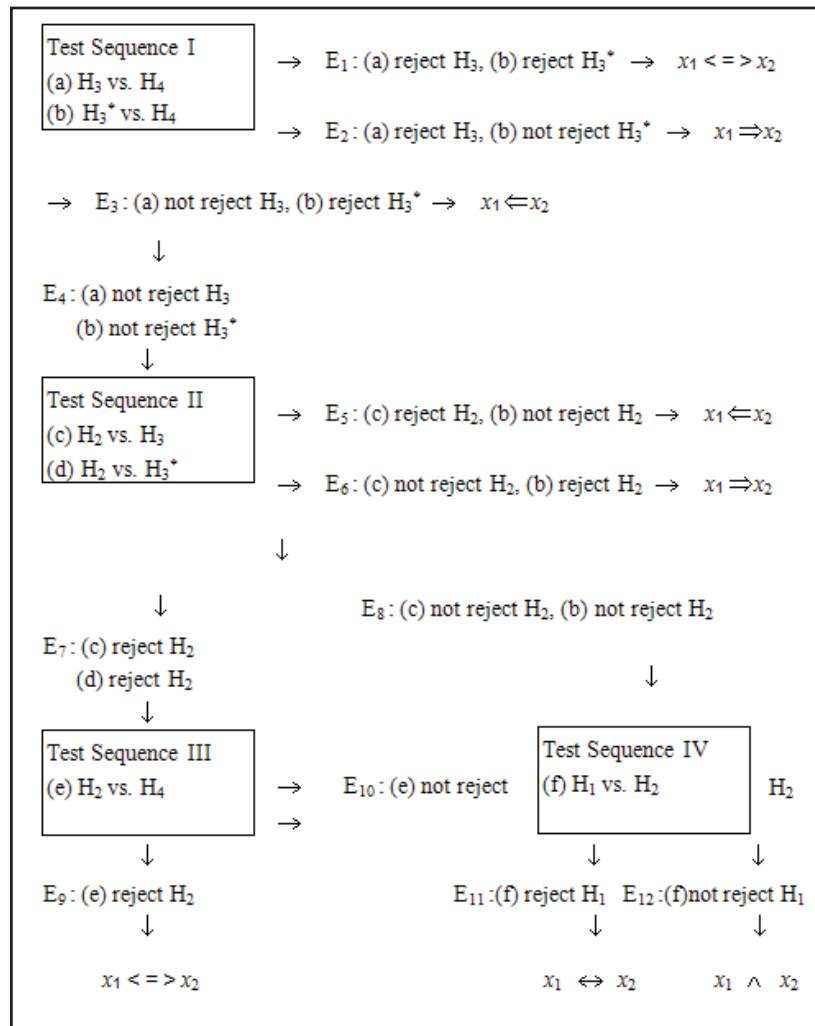 Test Sequence I
(a) H₃ vs. H₄
(b) H₃* vs. H₄
→ E₁: (a) reject H₃, (b) reject H₃* → x₁ < = > x₂
→ E₂: (a) reject H₃, (b) not reject H₃* → x₁ ⇒ x₂
→ E₃: (a) not reject H₃, (b) reject H₃* → x₁ ⇐ x₂
↓
E₄: (a) not reject H₃
(b) not reject H₃*
↓
Test Sequence II
(c) H₂ vs. H₃
(d) H₂ vs. H₃*
→ E₅: (c) reject H₂, (b) not reject H₂ → x₁ ⇐ x₂
→ E₆: (c) not reject H₂, (b) reject H₂ → x₁ ⇒ x₂
↓
↓ E₈: (c) not reject H₂, (b) not reject H₂
E₇: (c) reject H₂
(d) reject H₂
↓
↓
Test Sequence III
(e) H₂ vs. H₄
→ E₁₀: (e) not reject
→
Test Sequence IV
(f) H₁ vs. H₂
H₂
↓ ↓ ↓
E₉: (e) reject H₂ E₁₁:(f) reject H₁ E₁₂:(f)not reject H₁
↓ ↓ ↓
x₁ < = > x₂ x₁ ↔ x₂ x₁ ∧ x₂